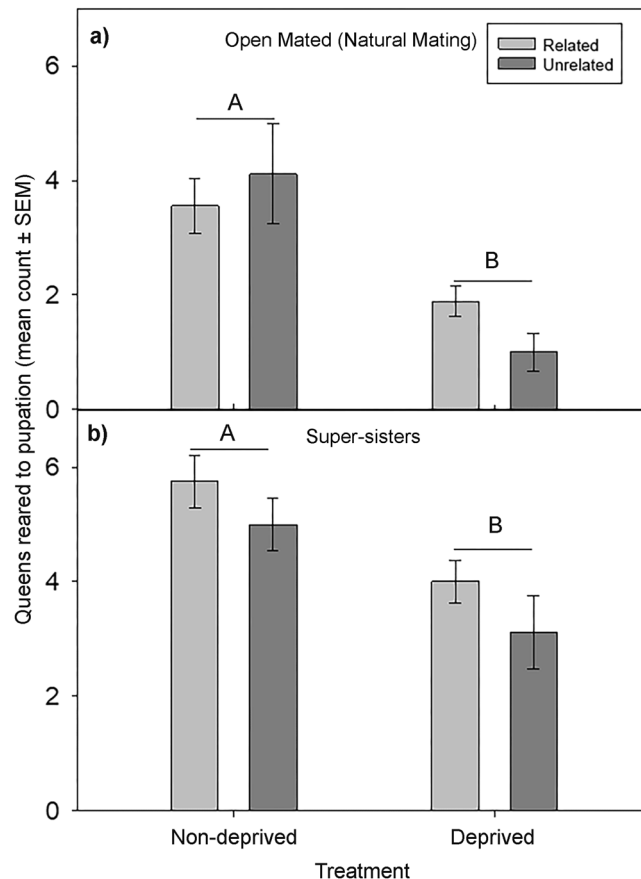 a)
Open Mated (Natural Mating)
Related
Unrelated
6
4
2
0
A
B
b)
Super-sisters
6
4
2
0
A
B
Queens reared to pupation (mean count ± SEM)
Non-deprived
Deprived
Treatment